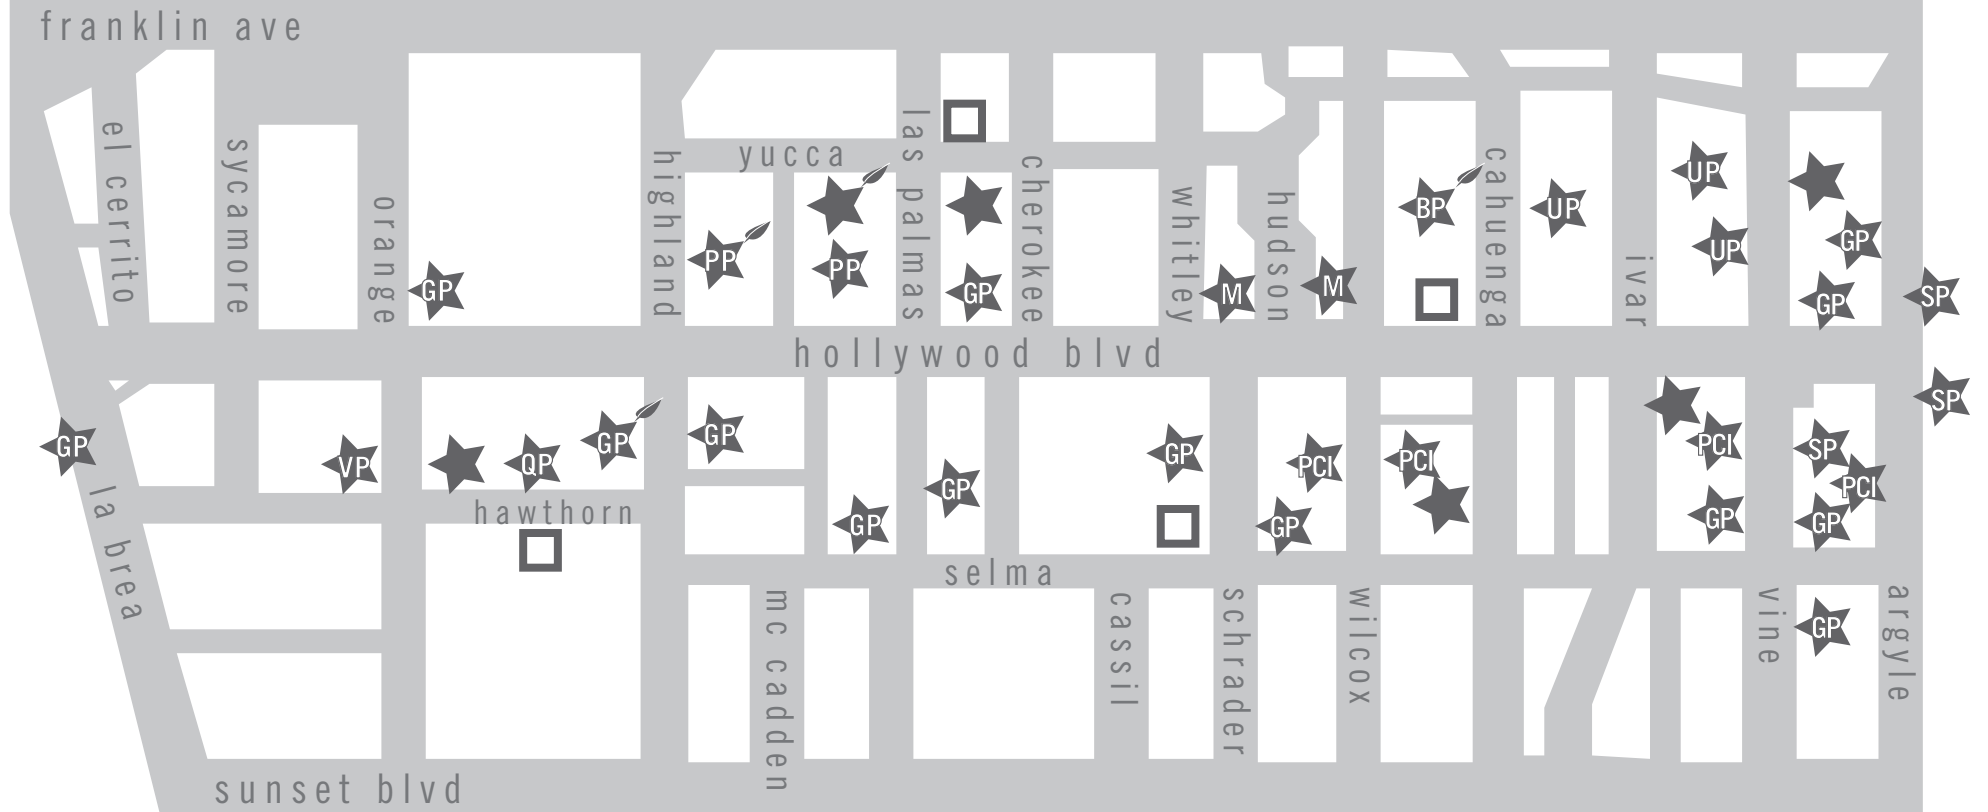 franklin ave
el cerrito
sycamore
orange
highland
yucca
las palmas
cherokee
whitley
hudson
cahuenga
ivar
UP
BP
UP
PP
PP
UP
GP
GP
GP
M
M
GP
SP
hollywood blvd
SP
GP
VP
QP
GP
GP
GP
GP
GP
PCI
GP
PCI
PCI
GP
SP
PCI
GP
la brea
hawthorn
selma
mc cadden
cassil
schrader
wilcox
vine
GP
argyle
sunset blvd